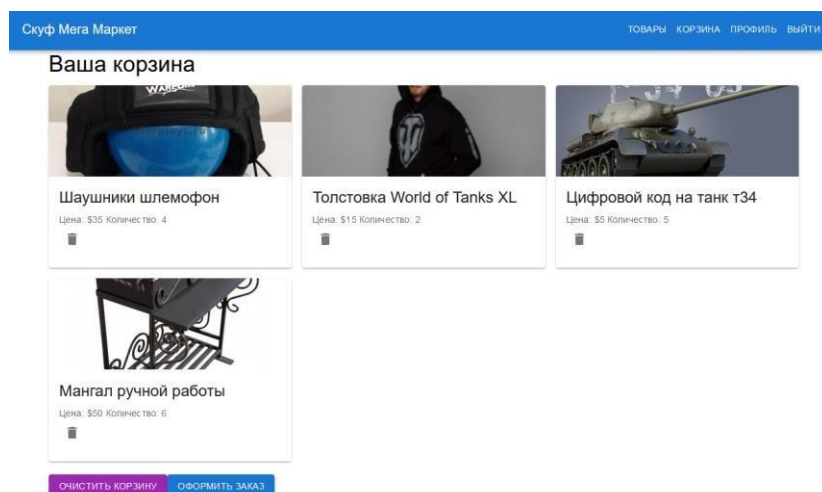 Скуф Мега Маркет
ТОВАРЫ КОРЗИНА ПРОФИЛЬ ВЫЙТИ
Ваша корзина
Шаушники шлемофон
Цена: $35 Количество: 4
Толстовка World of Tanks XL
Цена: $15 Количество: 2
Цифровой код на танк т34
Цена: $5 Количество: 5
Мангал ручной работы
Цена: $50 Количество: 6
ОЧИСТИТЬ КОРЗИНУ ОФОРМИТЬ ЗАКАЗ